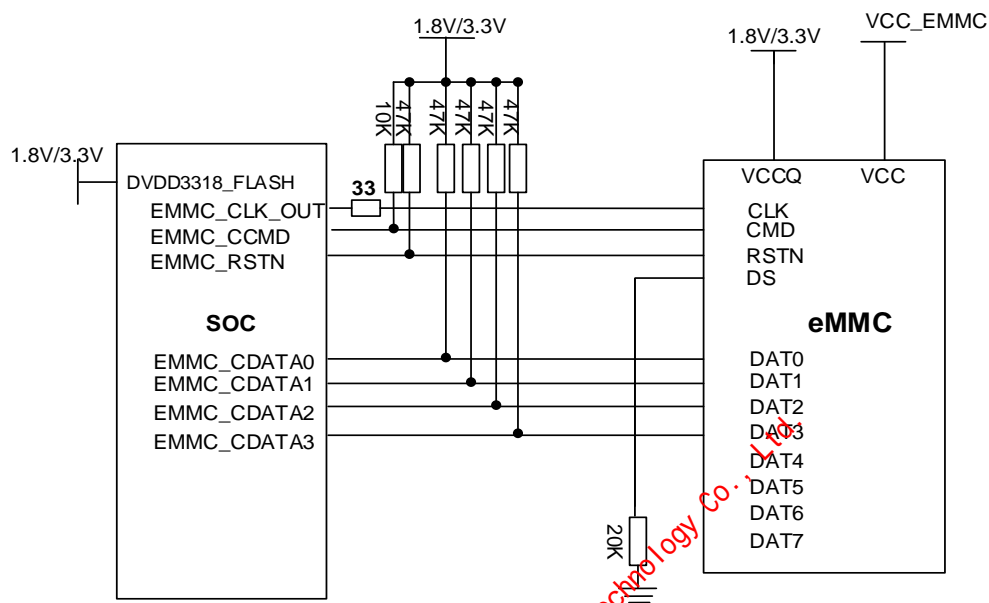 1.8V/3.3V
1.8V/3.3V
VCC_EMMC
10K
47K
47K
47K
47K
47K
1.8V/3.3V
DVDD3318_FLASH
EMMC_CLK_OUT
33
EMMC_CCMD
EMMC_RSTN
SOC
EMMC_CDATA0
EMMC_CDATA1
EMMC_CDATA2
EMMC_CDATA3
VCCQ
VCC
CLK
CMD
RSTN
DS
eMMC
DAT0
DAT1
DAT2
DAT3
DAT4
DAT5
DAT6
DAT7
20K
Co., Ltd.